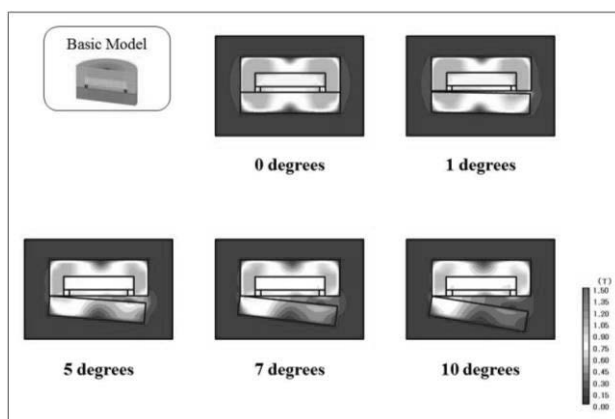 Basic Model
0 degrees
1 degrees
5 degrees
7 degrees
10 degrees
(T)
1.50
1.35
1.20
1.05
0.90
0.75
0.60
0.45
0.30
0.15
0.00